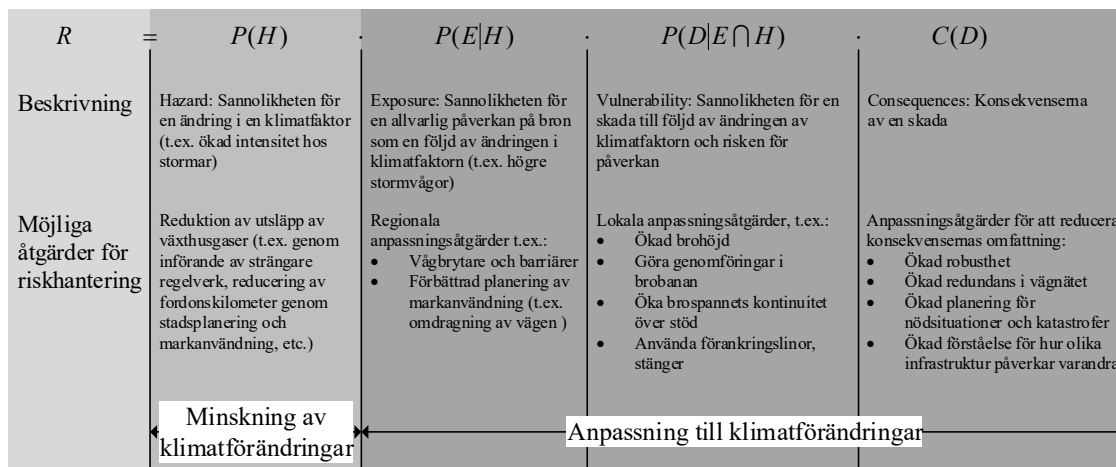 R = P(H) · P(E|H) · P(D|E⋂H) · C(D)
Beskrivning
Hazard: Sannolikheten för
en ändring i en klimatfaktor
(t.ex. ökad intensitet hos
stormar)
Exposure: Sannolikheten för
en allvarlig påverkan på bron
som en följd av ändringen i
klimatfaktorn (t.ex. högre
stormvågor)
Vulnerability: Sannolikheten för en
skada till följd av ändringen av
klimatfaktorn och risken för
påverkan
Consequences: Konsekvenserna
av en skada
Möjliga
åtgärder för
riskhantering
Reduktion av utsläpp av
växthusgaser (t.ex. genom
införande av strängare
regelverk, reducering av
fordonskilometer genom
stadsplanering och
markanvändning, etc.)
Regionala
anpassningsåtgärder t.ex.:
• Vågbrytare och barriärer
• Förbättrad planering av
markanvändning (t.ex.
omdragning av vägen )
Lokala anpassningsåtgärder, t.ex.:
• Ökad brohöjd
• Göra genomföringar i
brobanan
• Öka brospannets kontinuitet
över stöd
• Använda förankringslinor,
stänger
Anpassningsåtgärder för att reducera
konsekvensernas omfattning:
• Ökad robusthet
• Ökad redundans i vägnätet
• Ökad planering för
nödsituationer och katastrofer
• Ökad förståelse för hur olika
infrastruktur påverkar varandra
Minskning av
klimatförändringar
Anpassning till klimatförändringar